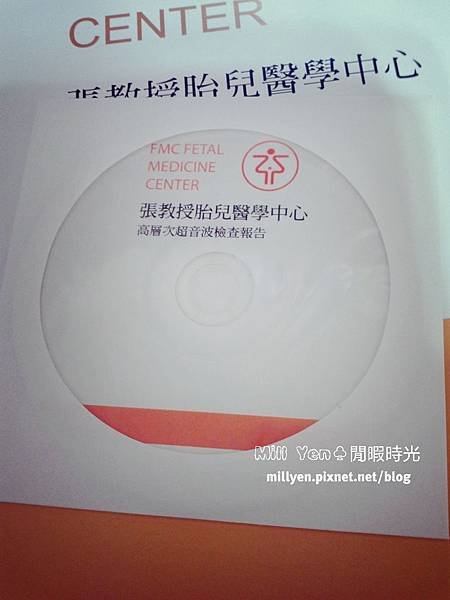 CENTER
張教授胎兒醫學中心
FMC FETAL
MEDICINE
CENTER
張教授胎兒醫學中心
高層次超音波檢查報告
Mill Yen♧閒暇時光
millyen.pixnet.net/blog